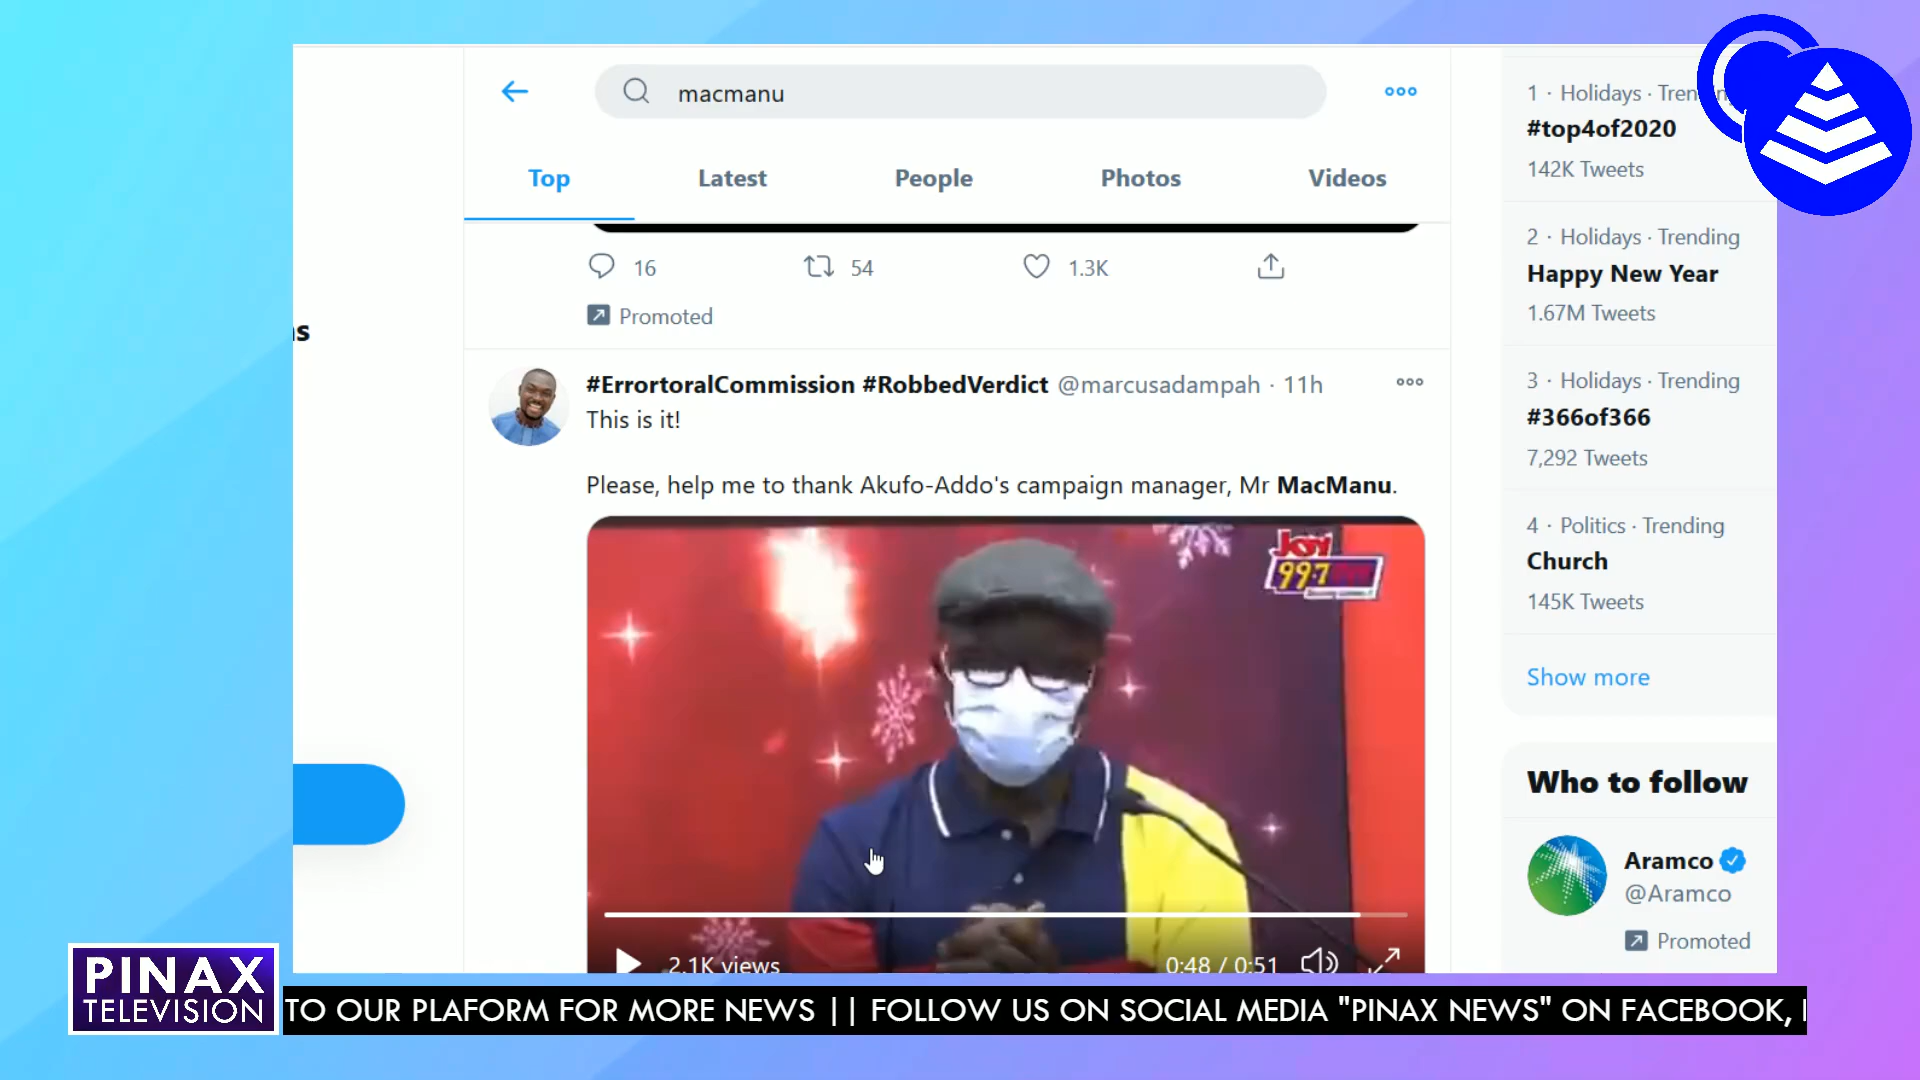 macmanu
Top
Latest
People
Photos
Videos
16
54
1.3K
Promoted
#ErrortoralCommission #RobbedVerdict @marcusadampah · 11h
This is it!
Please, help me to thank Akufo-Addo's campaign manager, Mr MacManu.
JOY
99.7
2.1K views
0:48 / 0:51
1 · Holidays ·
#top4of2020
142K Tweets
2 · Holidays · Trending
Happy New Year
1.67M Tweets
3 · Holidays · Trending
#366of366
7,292 Tweets
4 · Politics · Trending
Church
145K Tweets
Show more
Who to follow
Aramco
@Aramco
Promoted
PINAX
TELEVISION
TO OUR PLAFORM FOR MORE NEWS || FOLLOW US ON SOCIAL MEDIA "PINAX NEWS" ON FACEBOOK,